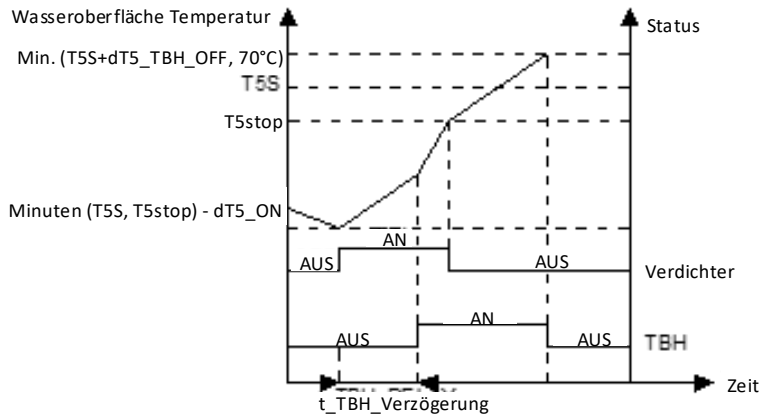 Wasseroberfläche Temperatur
Status
Min. (T5S+dT5_TBH_OFF, 70°C)
T5S
T5stop
Minuten (T5S, T5stop) - dT5_ON
AN
AUS
AUS
Verdichter
AN
AUS
AUS
TBH
Zeit
t_TBH_Verzögerung